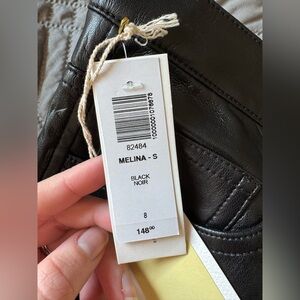 82484
MELINA - S
BLACK
NOIR
8
148⁰⁰